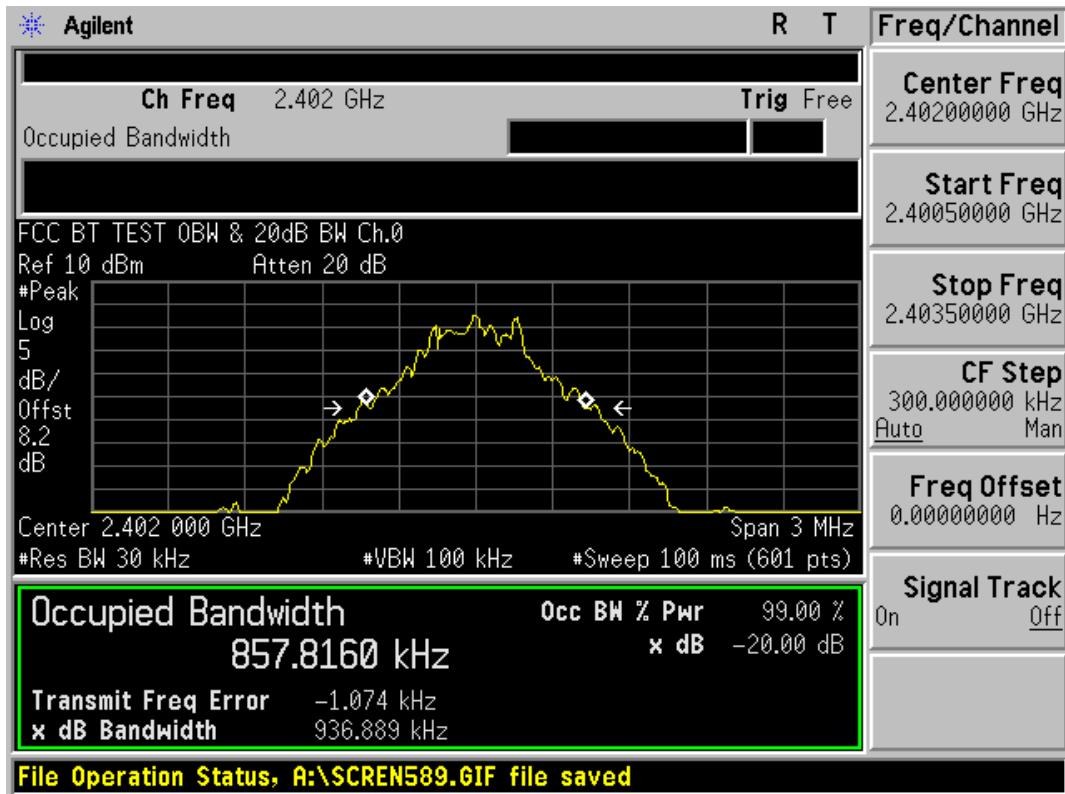 Agilent R T
Freq/Channel
Ch Freq 2.402 GHz Trig Free
Occupied Bandwidth
Center Freq
2.40200000 GHz
Start Freq
2.40050000 GHz
Stop Freq
2.40350000 GHz
CF Step
300.000000 kHz
Auto Man
Freq Offset
0.00000000 Hz
Signal Track
On Off
FCC BT TEST OBW & 20dB BW Ch.0
Ref 10 dBm Atten 20 dB
#Peak
Log
5
dB/
Offst
8.2
dB
Center 2.402 000 GHz Span 3 MHz
#Res BW 30 kHz #VBW 100 kHz #Sweep 100 ms (601 pts)
Occupied Bandwidth Occ BW % Pwr 99.00 %
857.8160 kHz x dB -20.00 dB
Transmit Freq Error -1.074 kHz
x dB Bandwidth 936.889 kHz
File Operation Status, A:\SCREN589.GIF file saved